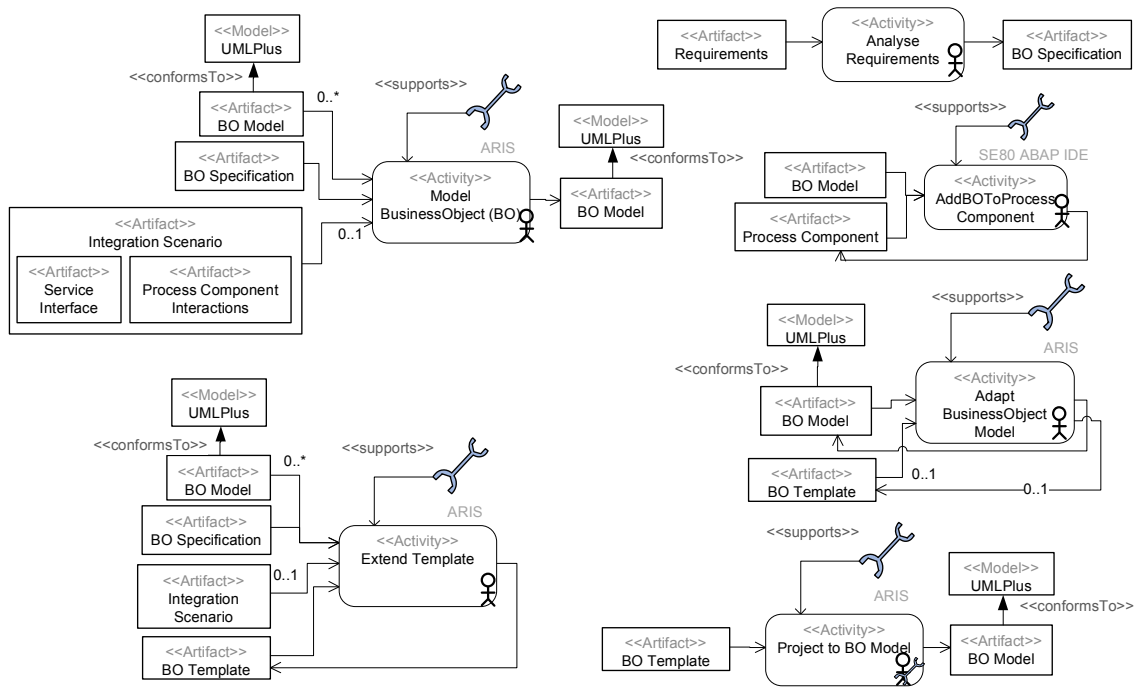 <<Model>>
UMLPlus
<<conformsTo>>
<<Artifact>>
BO Model
0..*
<<Artifact>>
BO Specification
<<Artifact>>
Integration Scenario
<<Artifact>>
Service
Interface
<<Artifact>>
Process Component
Interactions
0..1
<<supports>>
ARIS
<<Activity>>
Model
BusinessObject (BO)
<<Model>>
UMLPlus
<<conformsTo>>
<<Artifact>>
BO Model
<<Artifact>>
Requirements
<<Activity>>
Analyse
Requirements
<<Artifact>>
BO Specification
<<supports>>
SE80 ABAP IDE
<<Artifact>>
BO Model
<<Artifact>>
Process Component
<<Activity>>
AddBOToProcess
Component
<<supports>>
ARIS
<<Model>>
UMLPlus
<<conformsTo>>
<<Artifact>>
BO Model
<<Activity>>
Adapt
BusinessObject
Model
<<Artifact>>
BO Template
0..1
0..1
<<Model>>
UMLPlus
<<conformsTo>>
<<Artifact>>
BO Model
0..*
<<Artifact>>
BO Specification
<<Artifact>>
Integration
Scenario
0..1
<<Artifact>>
BO Template
<<supports>>
ARIS
<<Activity>>
Extend Template
<<supports>>
ARIS
<<Artifact>>
BO Template
<<Activity>>
Project to BO Model
<<Model>>
UMLPlus
<<conformsTo>>
<<Artifact>>
BO Model